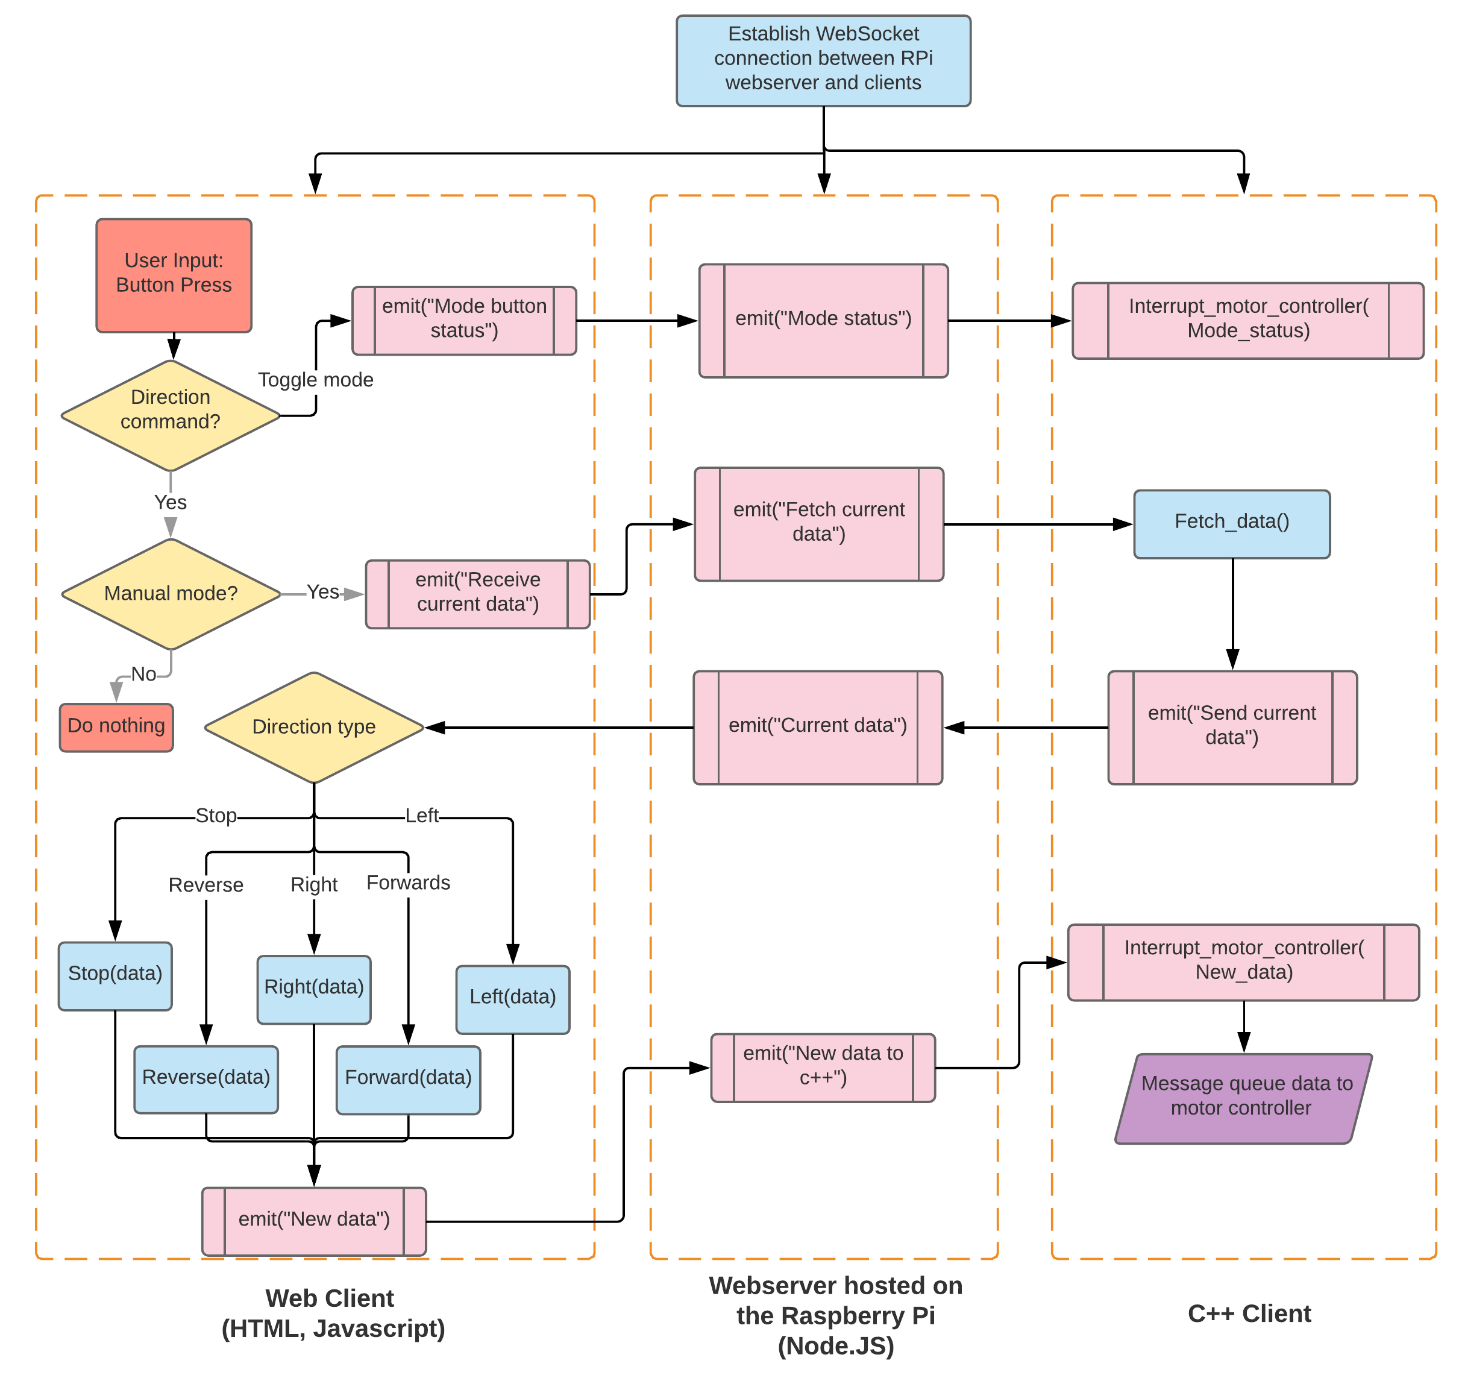 Establish WebSocket
connection between RPi
webserver and clients
User Input:
Button Press
emit("Mode button
status")
emit("Mode status")
Interrupt_motor_controller(
Mode_status)
Toggle mode
Direction
command?
Yes
emit("Fetch current
data")
Fetch_data()
Manual mode?
Yes
emit("Receive
current data")
No
Do nothing
Direction type
emit("Current data")
emit("Send current
data")
Stop
Left
Reverse
Right
Forwards
Stop(data)
Right(data)
Left(data)
Interrupt_motor_controller(
New_data)
Reverse(data)
Forward(data)
emit("New data to
c++")
Message queue data to
motor controller
emit("New data")
Web Client
(HTML, Javascript)
Webserver hosted on
the Raspberry Pi
(Node.JS)
C++ Client